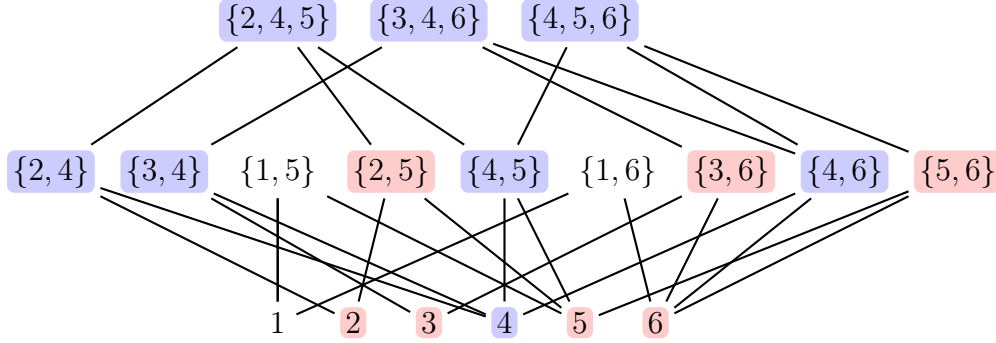 {2, 4, 5} {3, 4, 6} {4, 5, 6}
{2, 4} {3, 4} {1, 5} {2, 5} {4, 5} {1, 6} {3, 6} {4, 6} {5, 6}
1 2 3 4 5 6